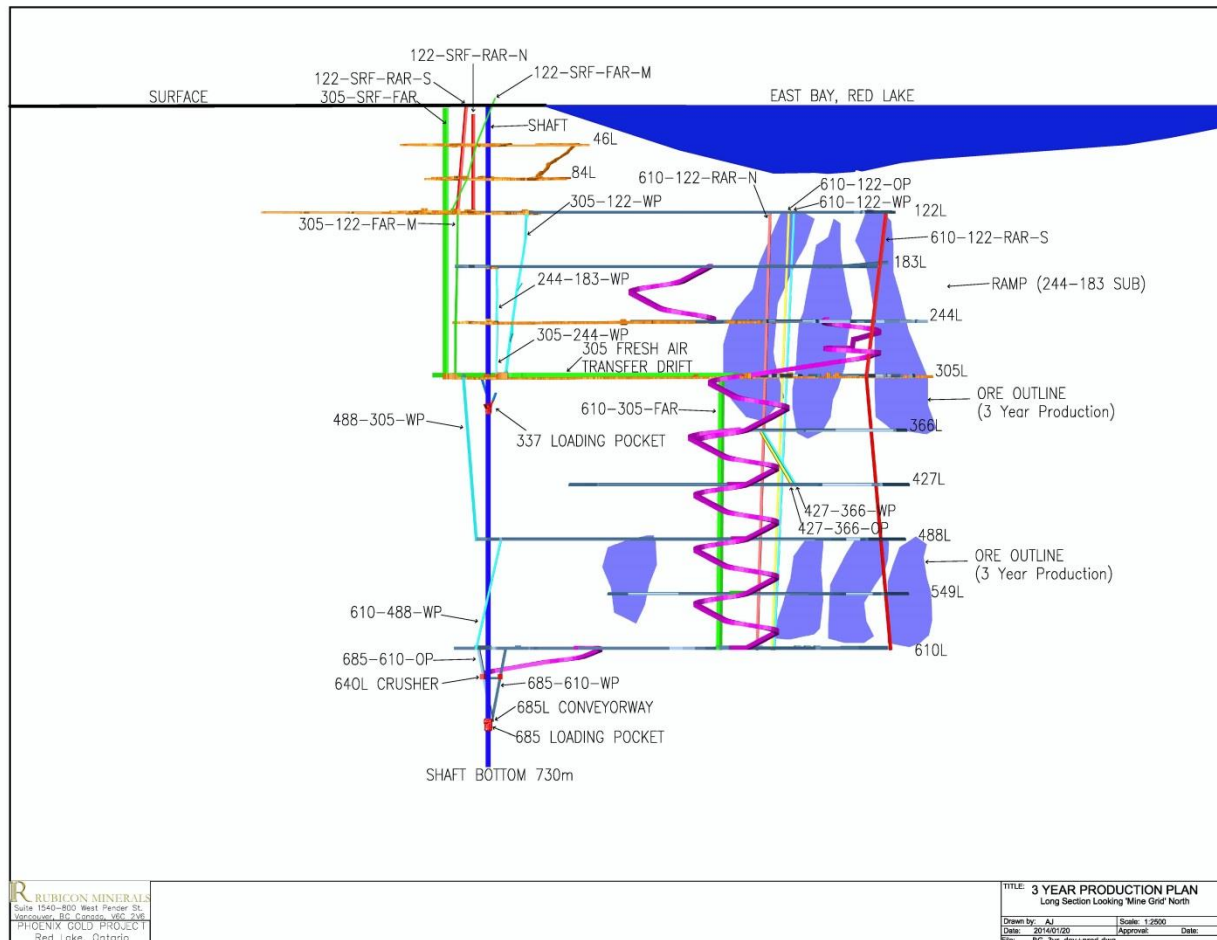 122-SRF-RAR-N
122-SRF-RAR-S
122-SRF-FAR-M
305-SRF-FAR
SURFACE
EAST BAY, RED LAKE
SHAFT
46L
84L
610-122-RAR-N
610-122-OP
610-122-WP
305-122-WP
122L
305-122-FAR-M
610-122-RAR-S
183L
244-183-WP
RAMP (244-183 SUB)
244L
305-244-WP
305 FRESH AIR
TRANSFER DRIFT
305L
ORE OUTLINE
(3 Year Production)
610-305-FAR
488-305-WP
366L
337 LOADING POCKET
427L
427-366-WP
427-366-OP
488L
ORE OUTLINE
(3 Year Production)
549L
610-488-WP
610L
685-610-OP
640L CRUSHER
685-610-WP
685L CONVEYORWAY
685 LOADING POCKET
SHAFT BOTTOM 730m
R RUBICON MINERALS
Suite 1540-800 West Pender St.
Vancouver, BC Canada, V6C 2V6
PHOENIX GOLD PROJECT
Red Lake, Ontario
TITLE: 3 YEAR PRODUCTION PLAN
Long Section Looking 'Mine Grid' North
Drawn by: AJ Scale: 1:2500
Date: 2014/01/20 Approval: Date: